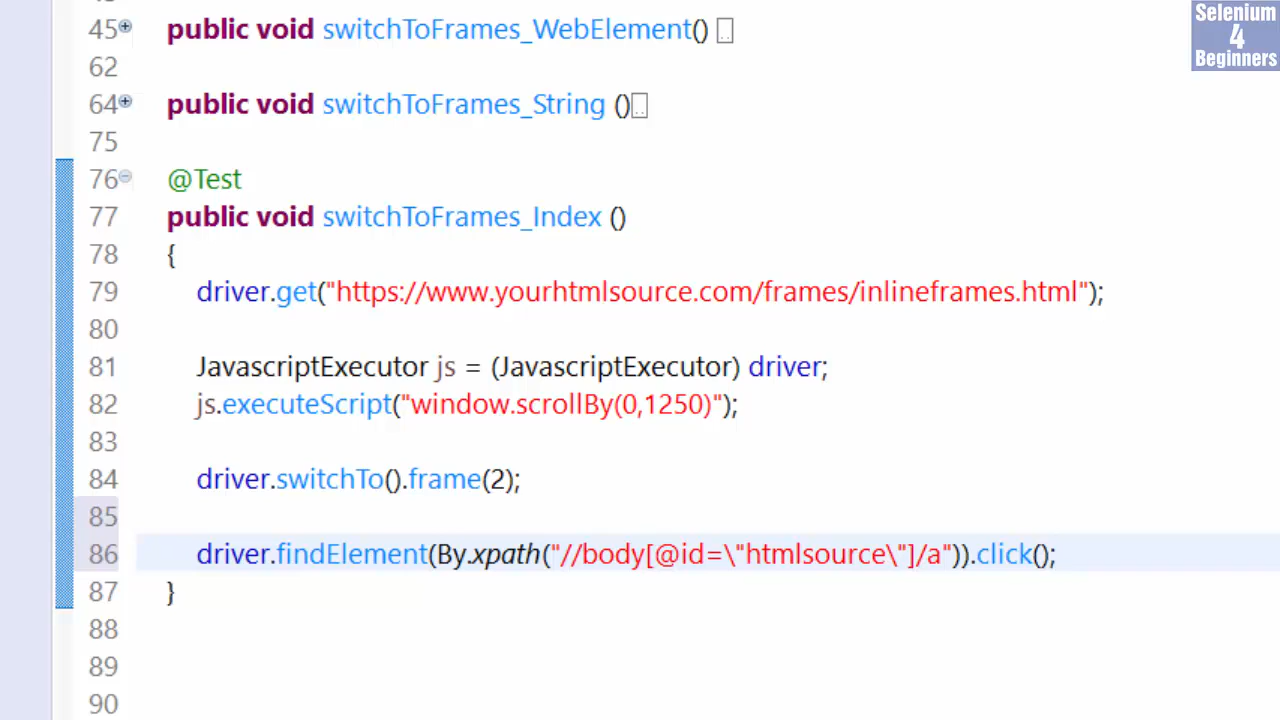 Selenium
4
Beginners
45 public void switchToFrames_WebElement()
62
64 public void switchToFrames_String ()
75
76 @Test
77 public void switchToFrames_Index ()
78 {
79 driver.get("https://www.yourhtmlsource.com/frames/inlineframes.html");
80
81 JavascriptExecutor js = (JavascriptExecutor) driver;
82 js.executeScript("window.scrollBy(0,1250)");
83
84 driver.switchTo().frame(2);
85
86 driver.findElement(By.xpath("//body[@id=\"htmlsource\"]/a")).click();
87 }
88
89
90